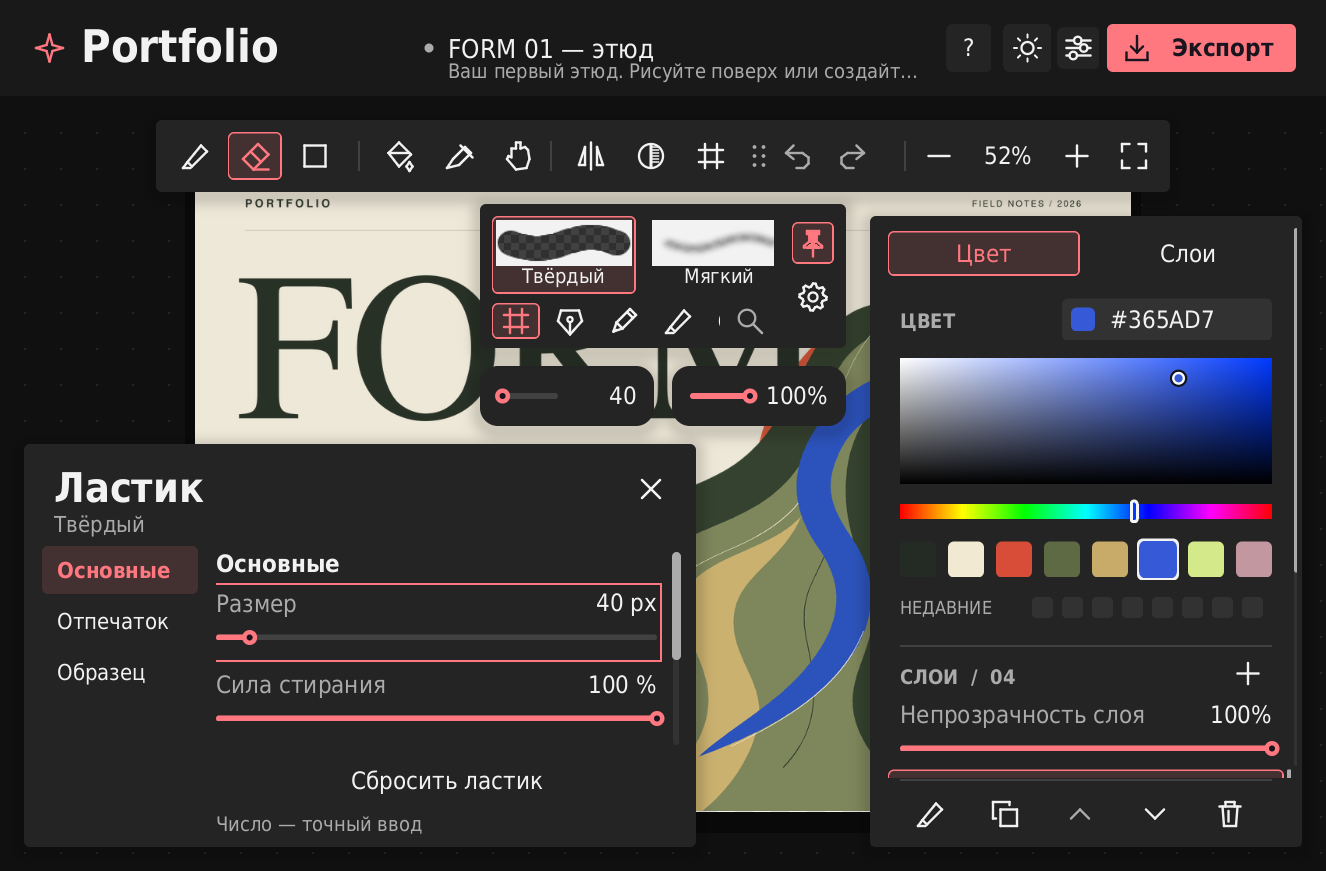 Portfolio
FORM 01 — этюд
Ваш первый этюд. Рисуйте поверх или создайт…
?
Экспорт
52%
PORTFOLIO
FIELD NOTES / 2026
FORM
Твёрдый
Мягкий
40
100%
Цвет
Слои
ЦВЕТ
#365AD7
НЕДАВНИЕ
СЛОИ / 04
Непрозрачность слоя
100%
Ластик
Твёрдый
Основные
Отпечаток
Образец
Основные
Размер
40 px
Сила стирания
100 %
Сбросить ластик
Число — точный ввод